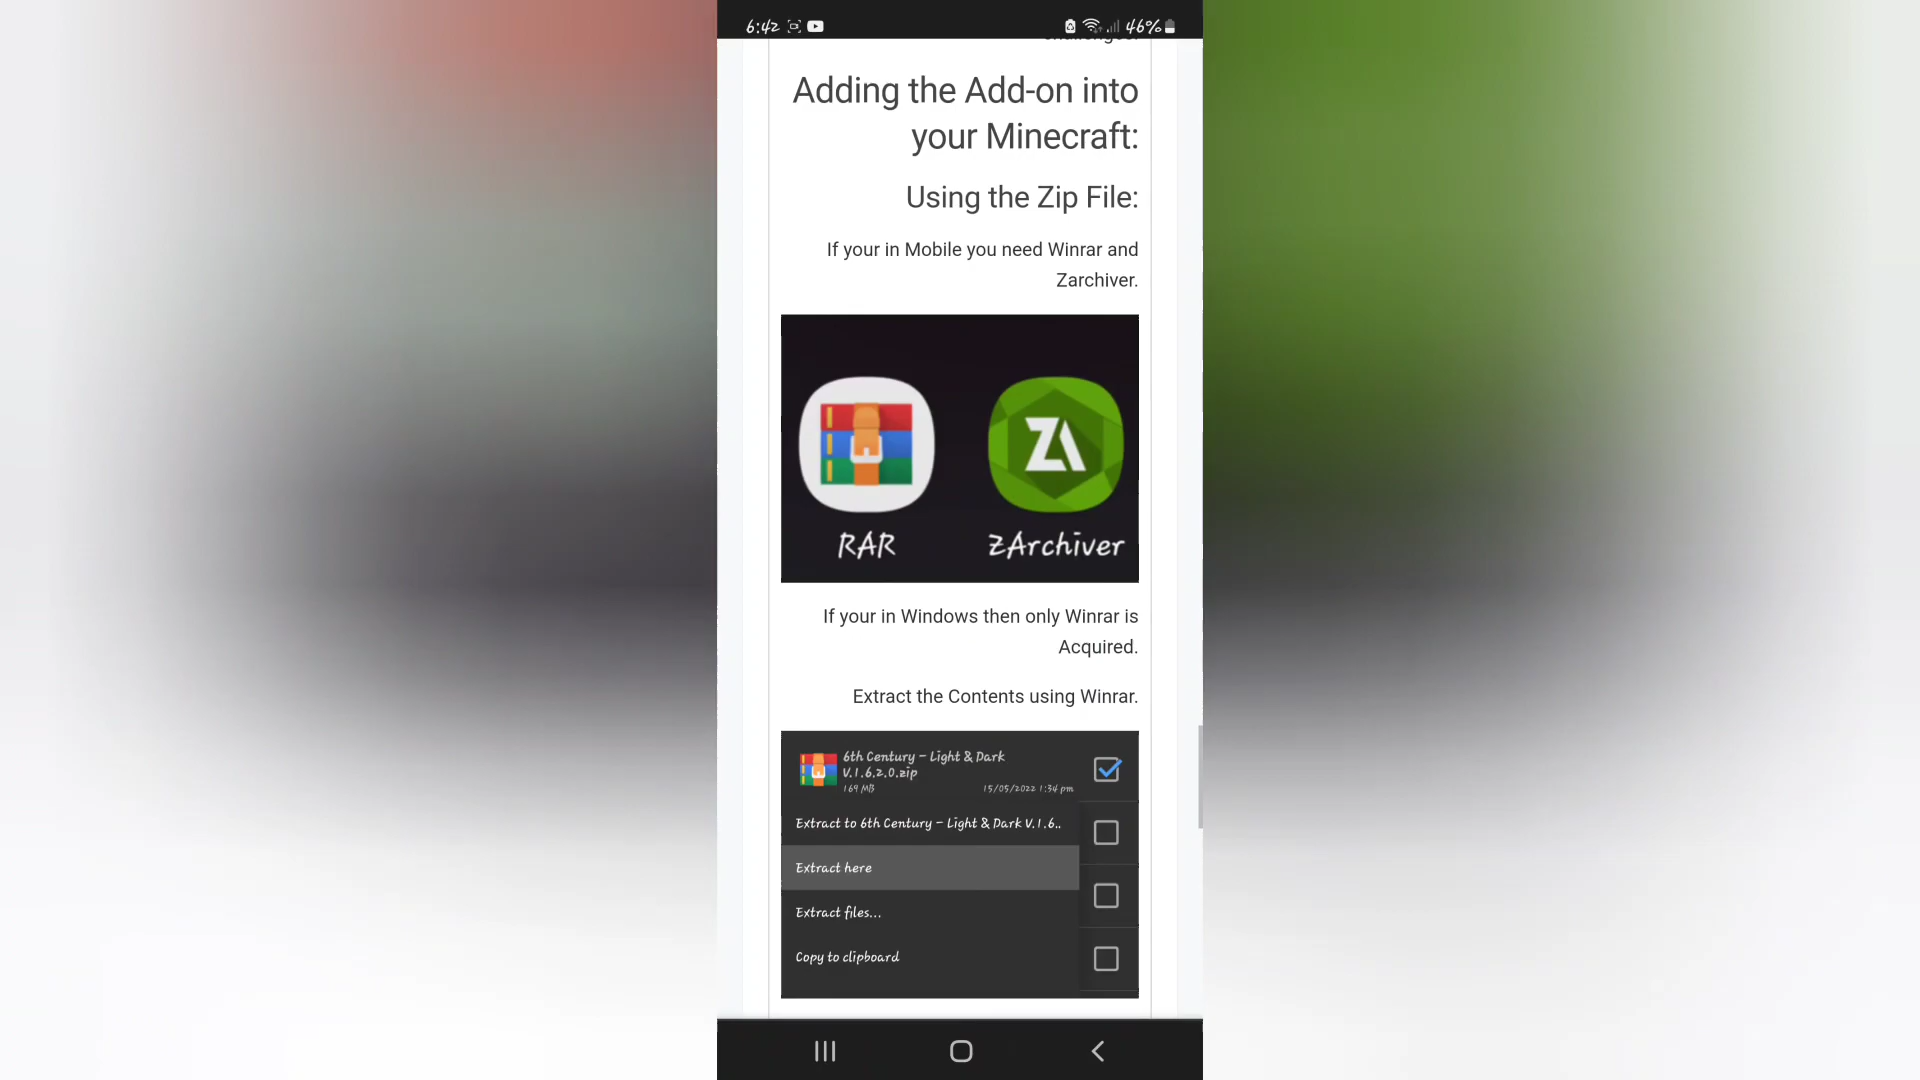 6:42
46%
Adding the Add-on into
your Minecraft:
Using the Zip File:
If your in Mobile you need Winrar and
Zarchiver.
ZA
RAR
ZArchiver
If your in Windows then only Winrar is
Acquired.
Extract the Contents using Winrar.
6th Century - Light & Dark
V.1.6.2.0.zip
169 MB
15/05/2022 1:34 pm
Extract to 6th Century - Light & Dark V.1.6..
Extract here
Extract files...
Copy to clipboard